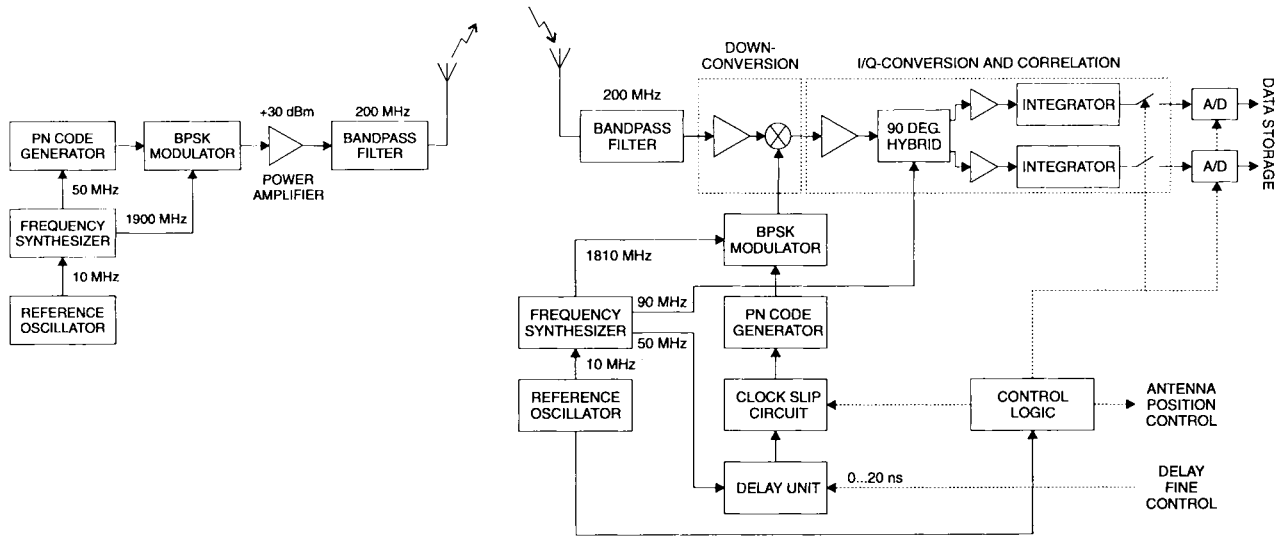 +30 dBm
200 MHz
PN CODE
GENERATOR
BPSK
MODULATOR
BANDPASS
FILTER
POWER
AMPLIFIER
50 MHz
1900 MHz
FREQUENCY
SYNTHESIZER
10 MHz
REFERENCE
OSCILLATOR
DOWN-
CONVERSION
I/Q-CONVERSION AND CORRELATION
200 MHz
BANDPASS
FILTER
90 DEG.
HYBRID
INTEGRATOR
INTEGRATOR
A/D
A/D
DATA STORAGE
BPSK
MODULATOR
1810 MHz
90 MHz
FREQUENCY
SYNTHESIZER
50 MHz
PN CODE
GENERATOR
10 MHz
REFERENCE
OSCILLATOR
CLOCK SLIP
CIRCUIT
CONTROL
LOGIC
ANTENNA
POSITION
CONTROL
DELAY UNIT
0...20 ns
DELAY
FINE
CONTROL